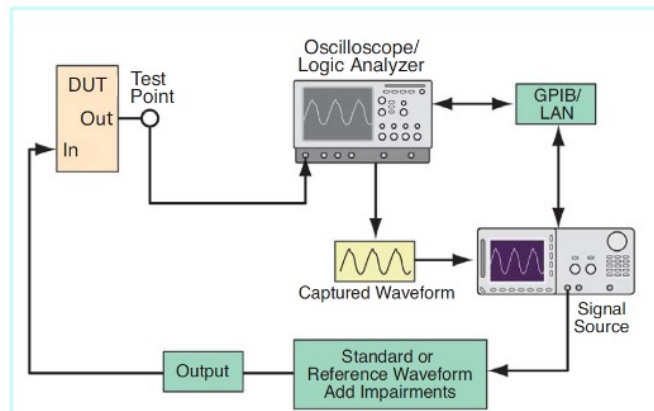 Oscilloscope/
Logic Analyzer
DUT
Test
Point
Out
In
GPIB/
LAN
Captured Waveform
Signal
Source
Output
Standard or
Reference Waveform
Add Impairments